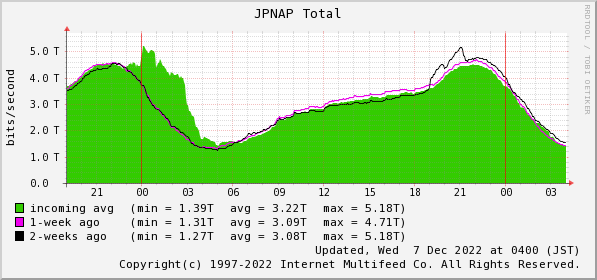 JPNAP Total
RRDTOOL / TOBI OETIKER
bits/second
5.0 T
4.0 T
3.0 T
2.0 T
1.0 T
0.0
21 00 03 06 09 12 15 18 21 00 03
incoming avg (min = 1.39T avg = 3.22T max = 5.18T)
1-week ago (min = 1.31T avg = 3.09T max = 4.71T)
2-weeks ago (min = 1.27T avg = 3.08T max = 5.18T)
Updated, Wed 7 Dec 2022 at 0400 (JST)
Copyright(c) 1997-2022 Internet Multifeed Co. All Rights Reserved.